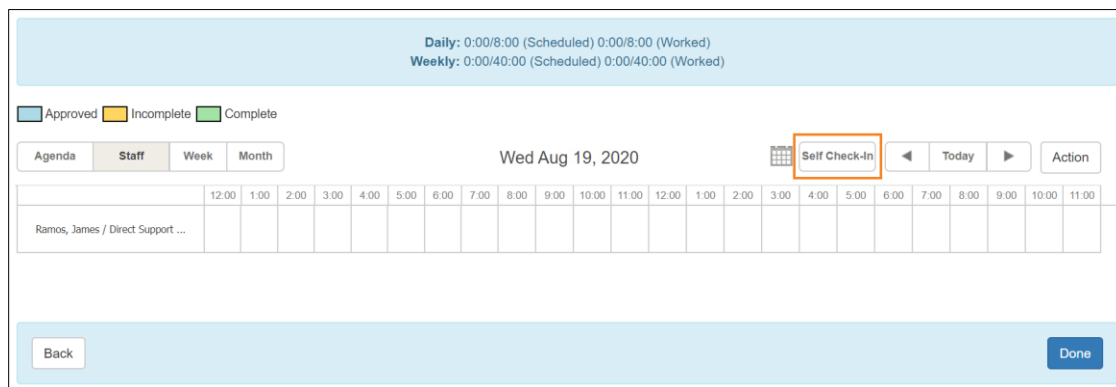 Daily: 0:00/8:00 (Scheduled) 0:00/8:00 (Worked)
Weekly: 0:00/40:00 (Scheduled) 0:00/40:00 (Worked)
Approved Incomplete Complete
Agenda Staff Week Month Wed Aug 19, 2020 Self Check-In Today Action
12:00 1:00 2:00 3:00 4:00 5:00 6:00 7:00 8:00 9:00 10:00 11:00 12:00 1:00 2:00 3:00 4:00 5:00 6:00 7:00 8:00 9:00 10:00 11:00
Ramos, James / Direct Support ...
Back Done